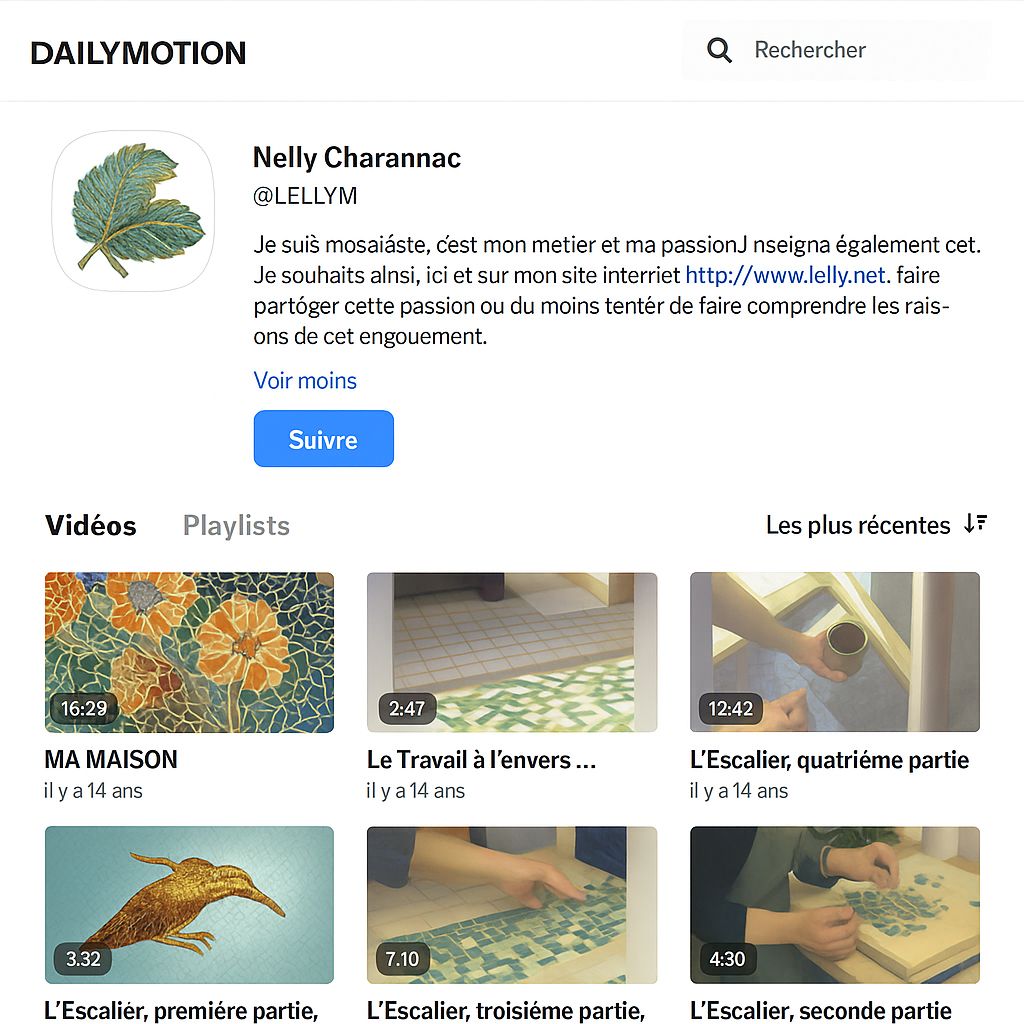 DAILYMOTION
Rechercher
Nelly Charannac
@LELLYM
Je suiš mosaiáste, ćest mon metier et ma passionJ nseigna également cet.
Je souhaits alnsi, ici et sur mon site interriet http://www.lelly.net. faire
partóger cette passion ou du moins tentér de faire comprendre les rais-
ons de cet engouement.
Voir moins
Suivre
Vidéos Playlists Les plus récentes
16:29 2:47 12:42
MA MAISON Le Travail à l’envers ... L’Escalier, quatriéme partie
il y a 14 ans il y a 14 ans il y a 14 ans
3.32 7.10 4:30
L’Escaliér, premiére partie, L’Escalier, troisiéme partie, L’Escalier, seconde partie